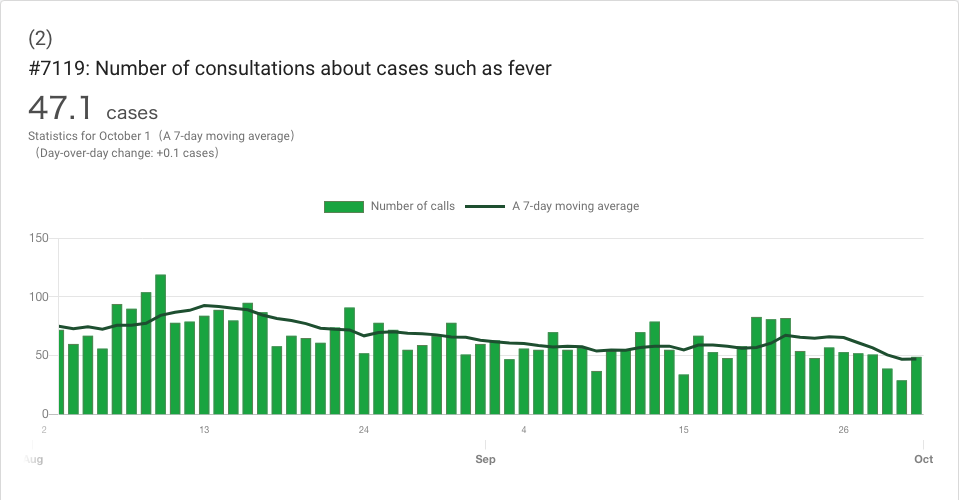 (2)
#7119: Number of consultations about cases such as fever
47.1 cases
Statistics for October 1 (A 7-day moving average)
(Day-over-day change: +0.1 cases)
Number of calls A 7-day moving average
150
100
50
0
2 13 24 4 15 26
ug Sep Oct